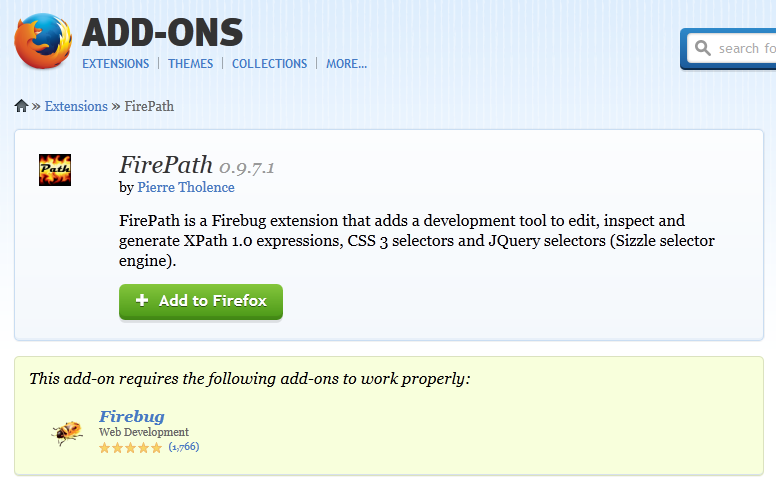 ADD-ONS
EXTENSIONS | THEMES | COLLECTIONS | MORE...
search fo
» Extensions » FirePath
Path
FirePath 0.9.7.1
by Pierre Tholence
FirePath is a Firebug extension that adds a development tool to edit, inspect and
generate XPath 1.0 expressions, CSS 3 selectors and JQuery selectors (Sizzle selector
engine).
+ Add to Firefox
This add-on requires the following add-ons to work properly:
Firebug
Web Development
(1,766)